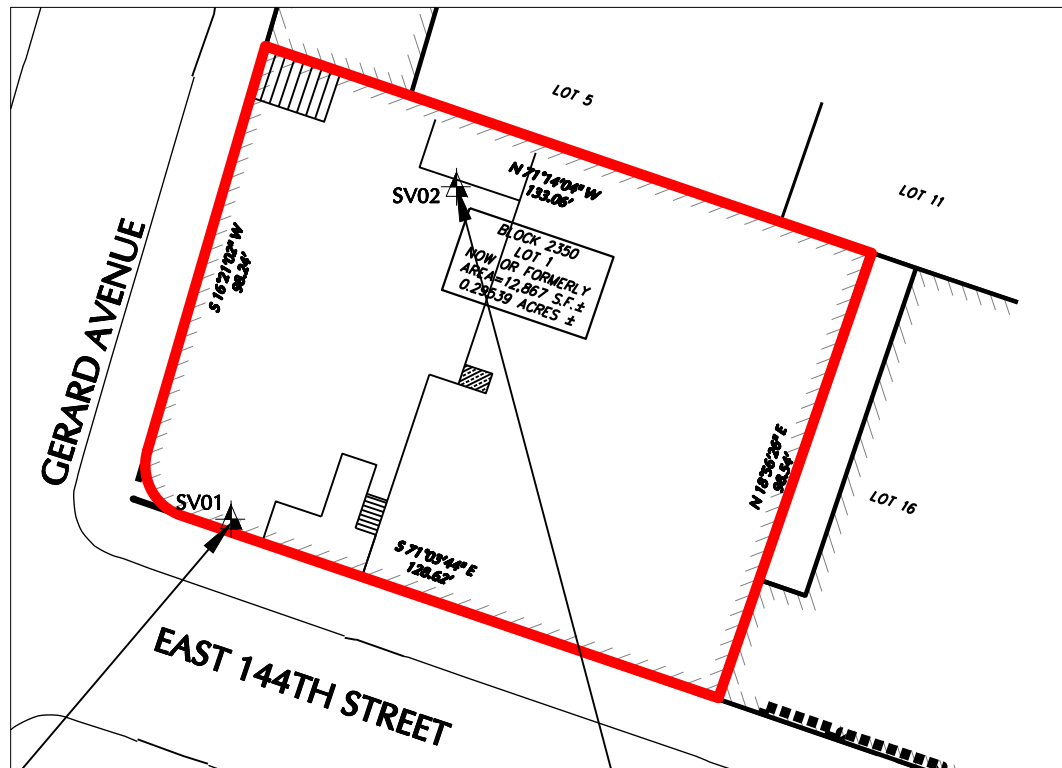 LOT 5
LOT 11
N 71°14'04" W
133.06'
SV02
BLOCK 2350
LOT 1
NOW OR FORMERLY
AREA=12,867 S.F.±
0.29539 ACRES ±
S 16°21'02" W
98.24'
GERARD AVENUE
N 18°56'26" E
98.54'
LOT 16
SV01
S 71°03'44" E
128.62'
EAST 144TH STREET